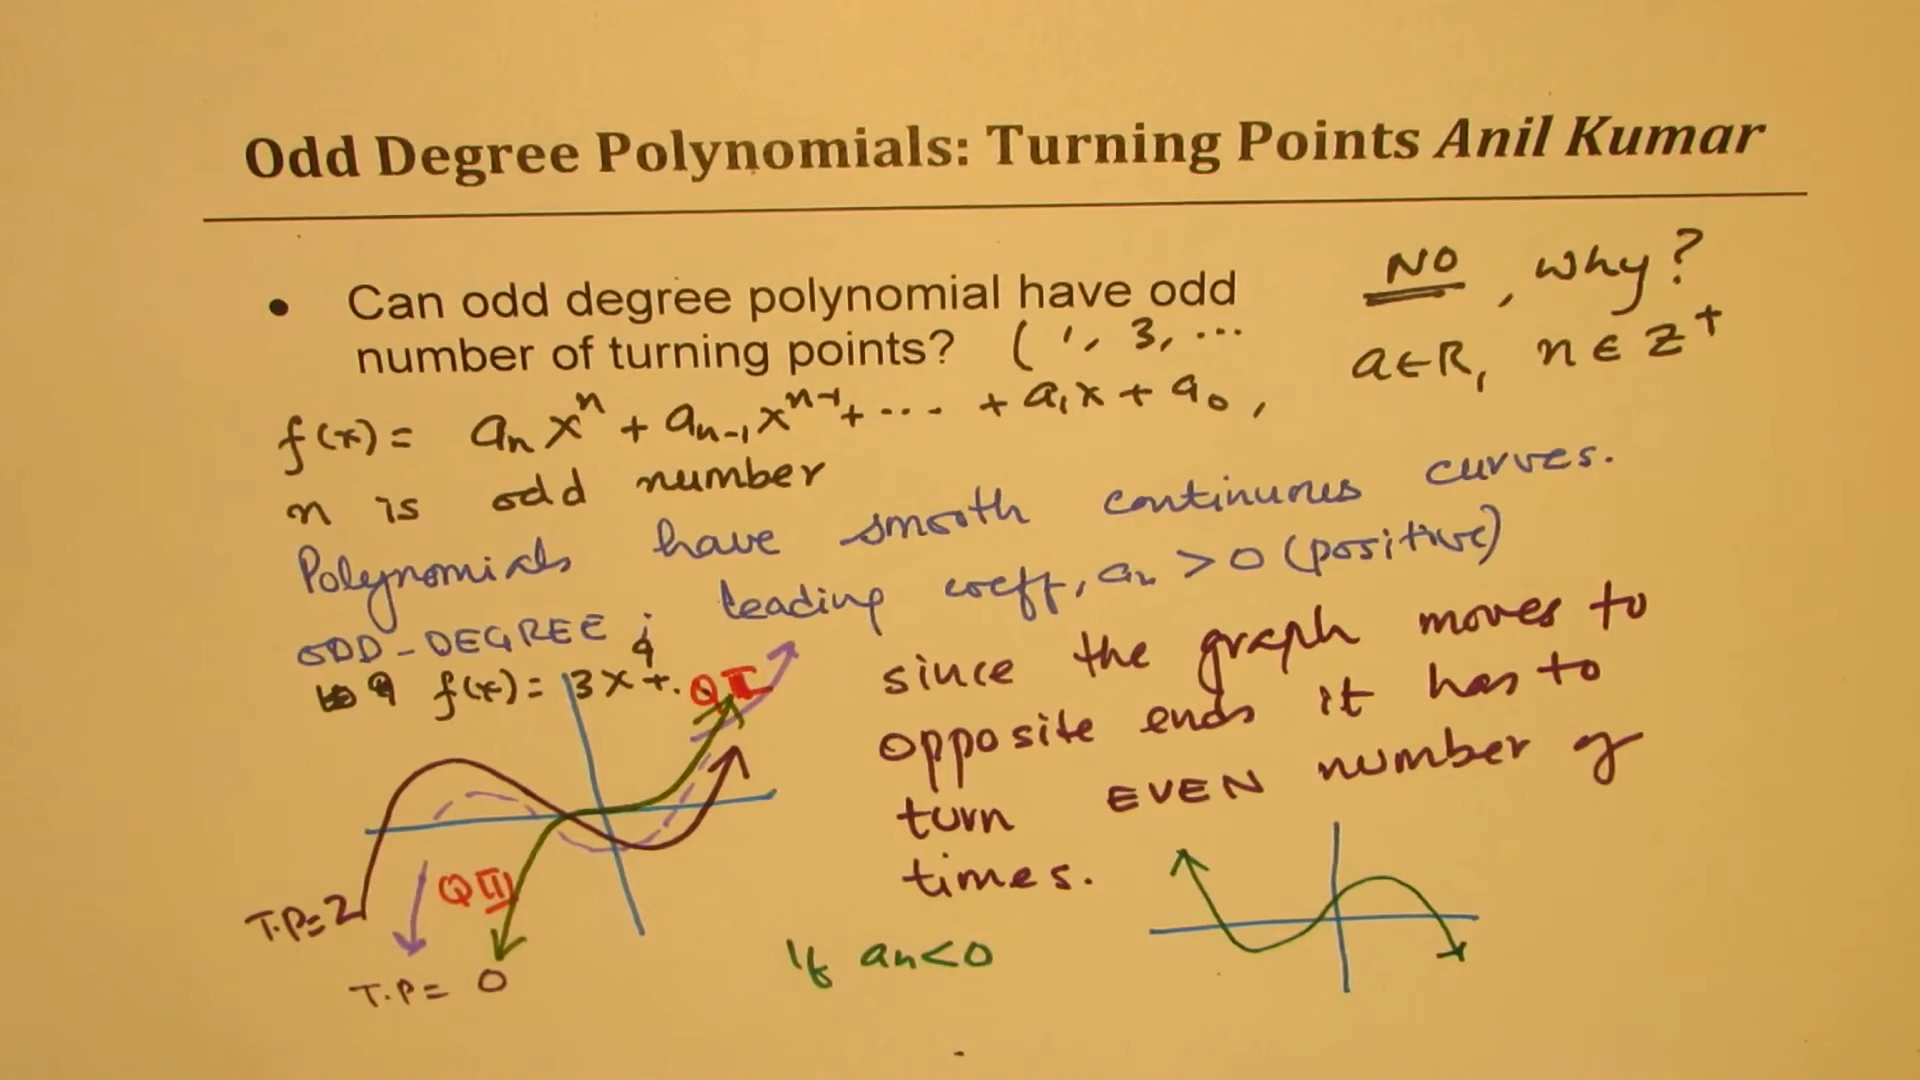 Odd Degree Polynomials: Turning Points Anil Kumar
• Can odd degree polynomial have odd
number of turning points? ( 1, 3, ...
NO, why?
a∈R, n∈Z⁺
f(x) = aₙxⁿ + aₙ₋₁xⁿ⁻¹ + ... + a₁x + a₀,
n is odd number
Polynomials have smooth continuous curves.
ODD-DEGREE ; leading coeff, aₙ > 0 (positive)
f(x) = 3x +.
QI
since the graph moves to
opposite ends it has to
turn EVEN number of
times.
QIII
T.P = 2
T.P = 0
If aₙ<0